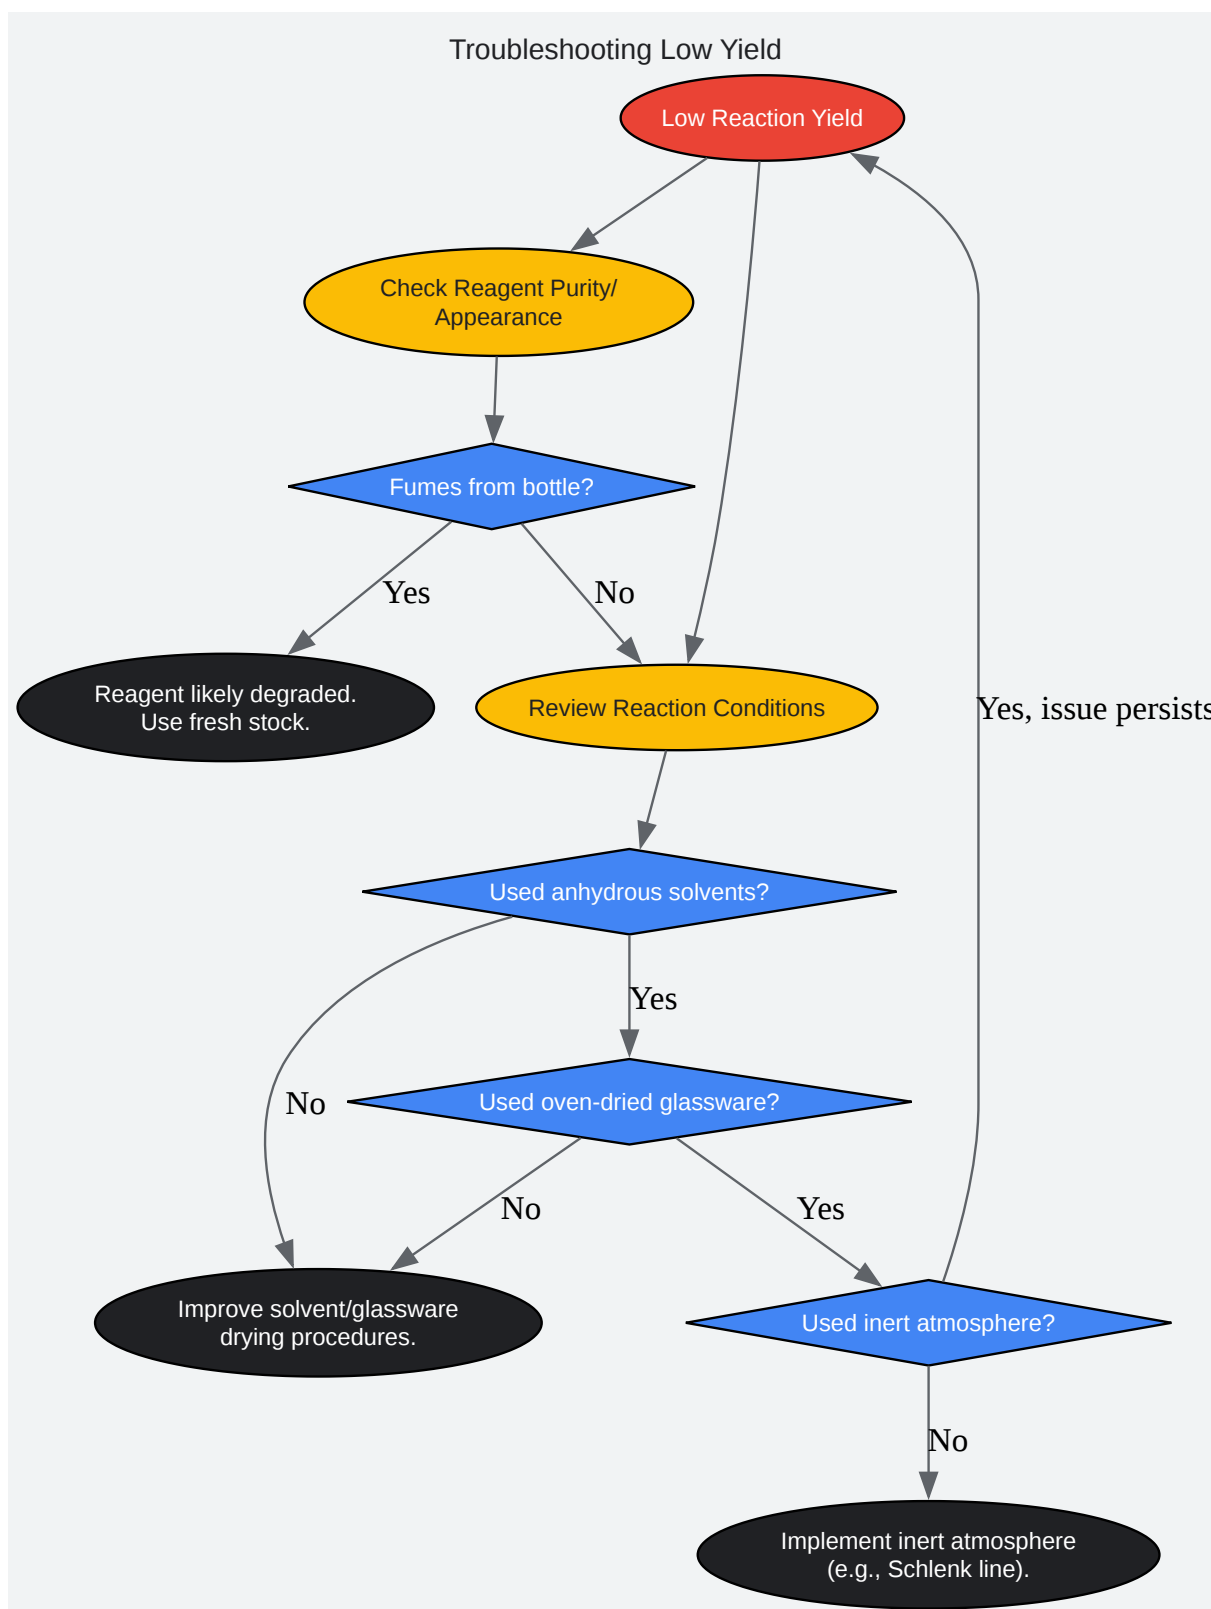 Troubleshooting Low Yield
Low Reaction Yield
Check Reagent Purity/
Appearance
Fumes from bottle?
Yes
No
Reagent likely degraded.
Use fresh stock.
Review Reaction Conditions
Yes, issue persists
Used anhydrous solvents?
Yes
Used oven-dried glassware?
No
No
Yes
Improve solvent/glassware
drying procedures.
Used inert atmosphere?
No
Implement inert atmosphere
(e.g., Schlenk line).